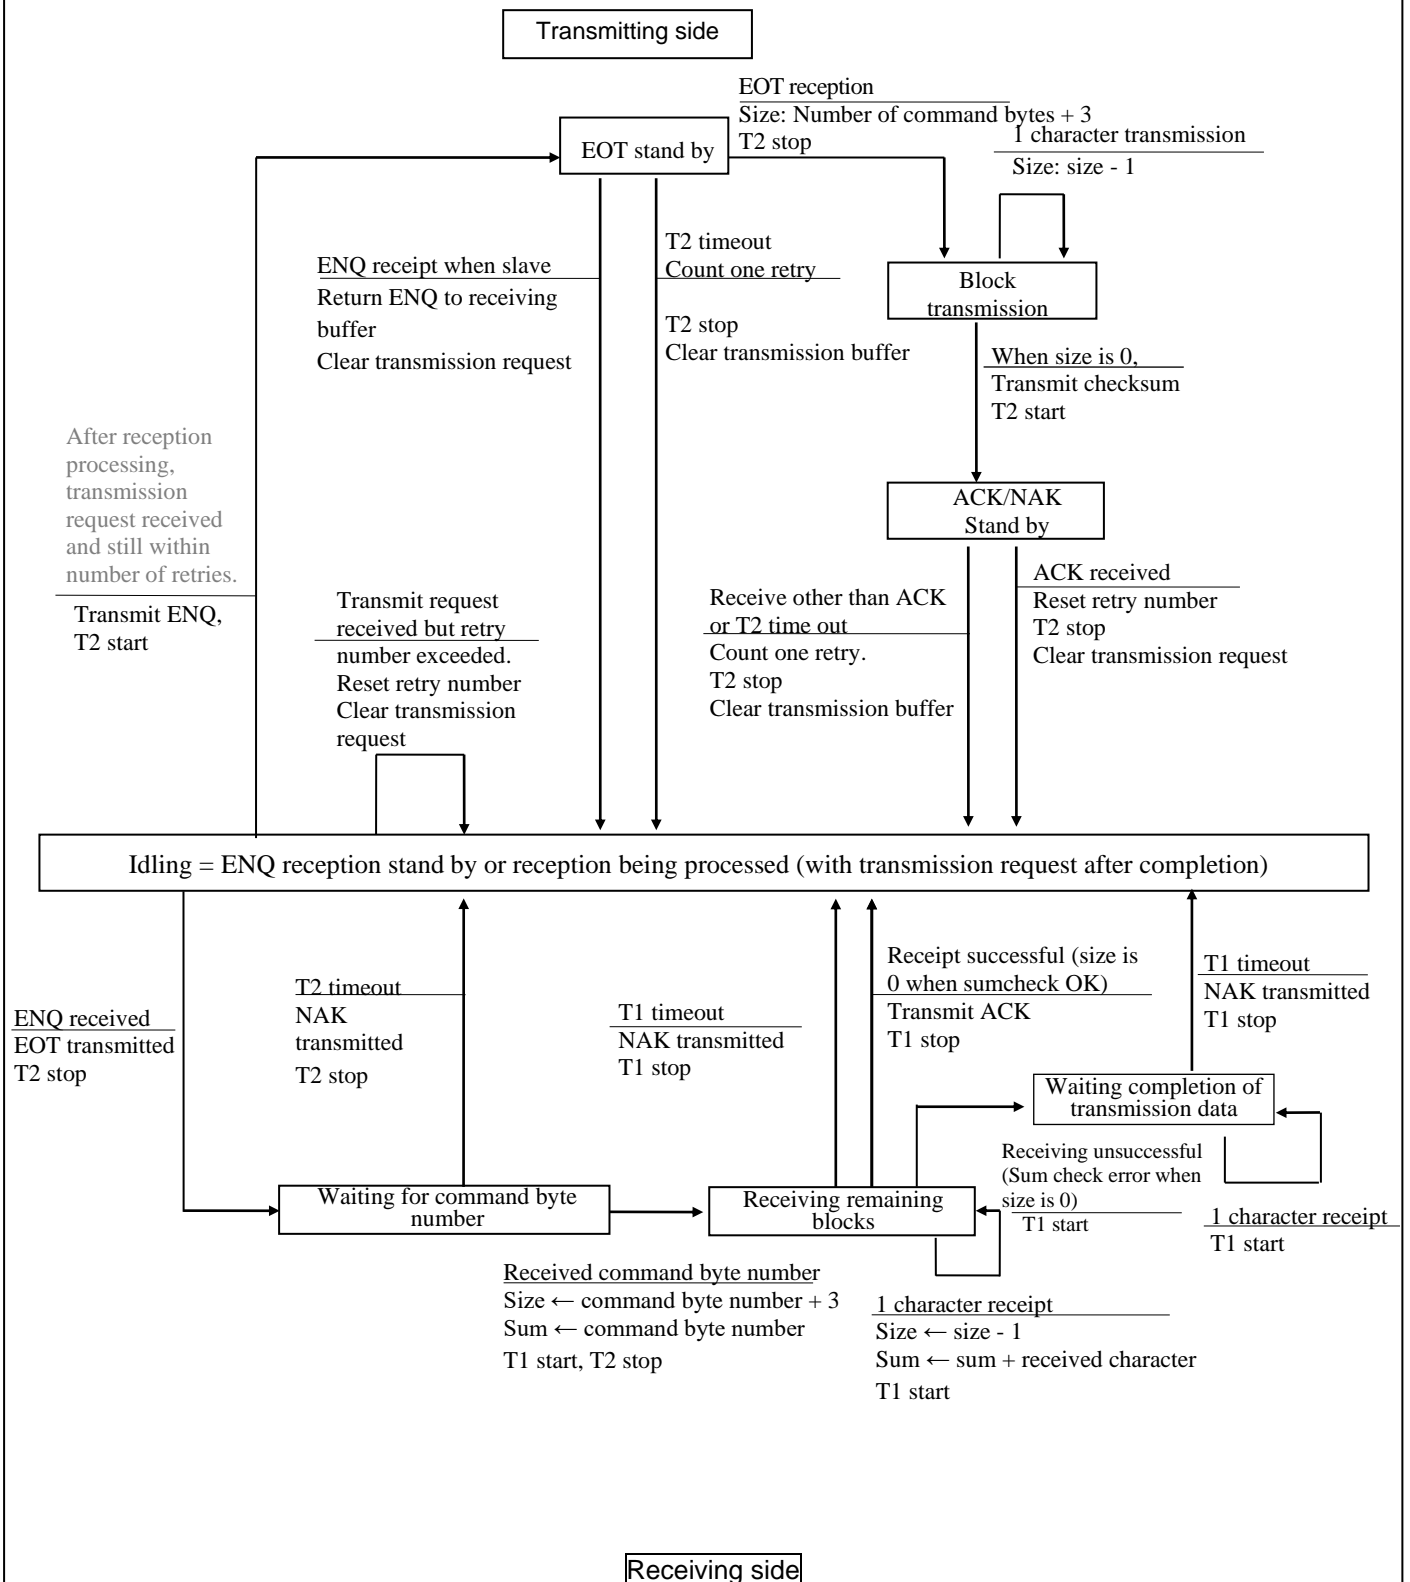 Transmitting side
EOT reception
Size: Number of command bytes + 3
T2 stop
1 character transmission
Size: size - 1
EOT stand by
ENQ receipt when slave
Return ENQ to receiving
buffer
Clear transmission request
T2 timeout
Count one retry
T2 stop
Clear transmission buffer
Block
transmission
When size is 0,
Transmit checksum
T2 start
After reception
processing,
transmission
request received
and still within
number of retries.
Transmit ENQ,
T2 start
ACK/NAK
Stand by
Transmit request
received but retry
number exceeded.
Reset retry number
Clear transmission
request
Receive other than ACK
or T2 time out
Count one retry.
T2 stop
Clear transmission buffer
ACK received
Reset retry number
T2 stop
Clear transmission request
Idling = ENQ reception stand by or reception being processed (with transmission request after completion)
ENQ received
EOT transmitted
T2 stop
T2 timeout
NAK
transmitted
T2 stop
T1 timeout
NAK transmitted
T1 stop
Receipt successful (size is
0 when sumcheck OK)
Transmit ACK
T1 stop
T1 timeout
NAK transmitted
T1 stop
Waiting completion of
transmission data
Receiving unsuccessful
(Sum check error when
size is 0)
T1 start
1 character receipt
T1 start
Waiting for command byte
number
Receiving remaining
blocks
Received command byte number
Size ← command byte number + 3
Sum ← command byte number
T1 start, T2 stop
1 character receipt
Size ← size - 1
Sum ← sum + received character
T1 start
Receiving side